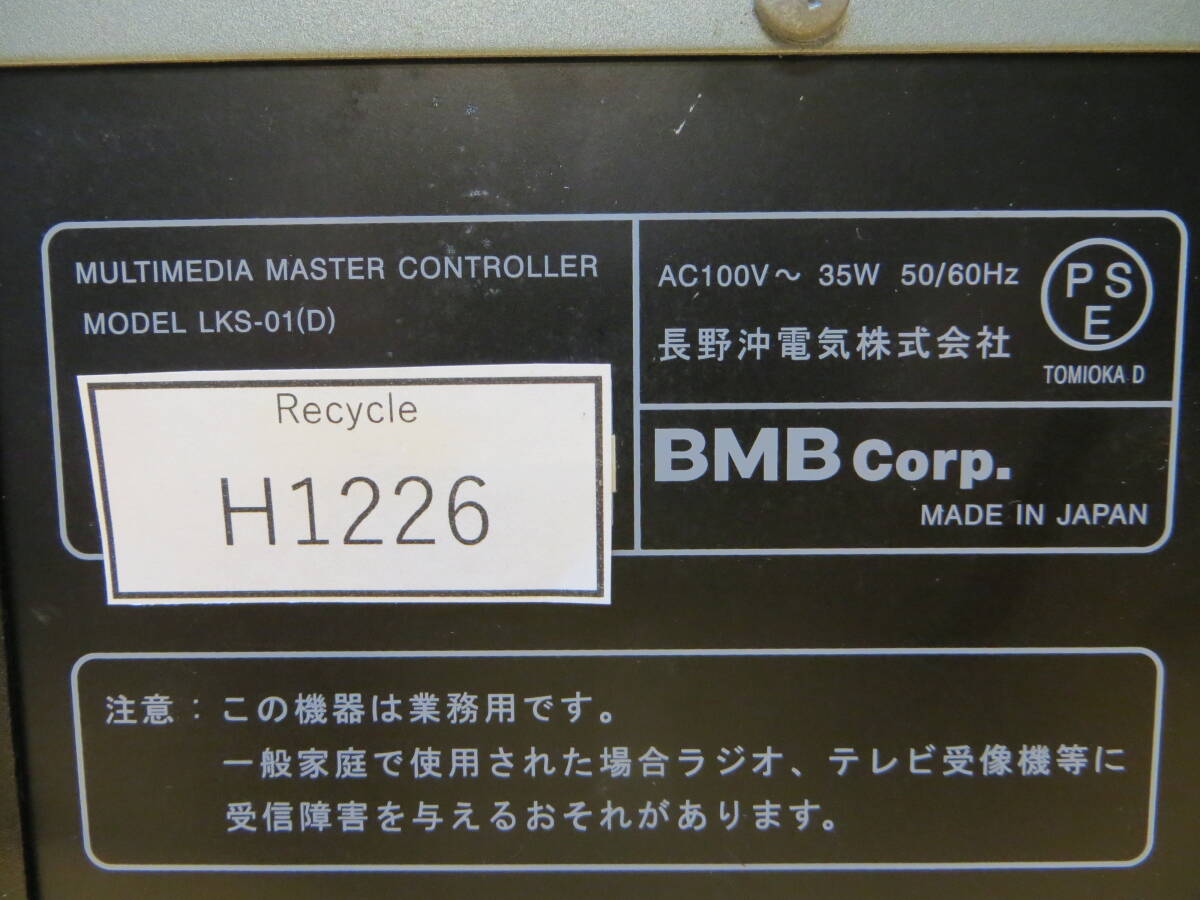 MULTIMEDIA MASTER CONTROLLER
MODEL LKS-01(D)
Recycle
H1226
AC100V～ 35W 50/60Hz
長野沖電気株式会社
PSE
TOMIOKA D
BMB Corp.
MADE IN JAPAN
注意：この機器は業務用です。
一般家庭で使用された場合ラジオ、テレビ受像機等に
受信障害を与えるおそれがあります。